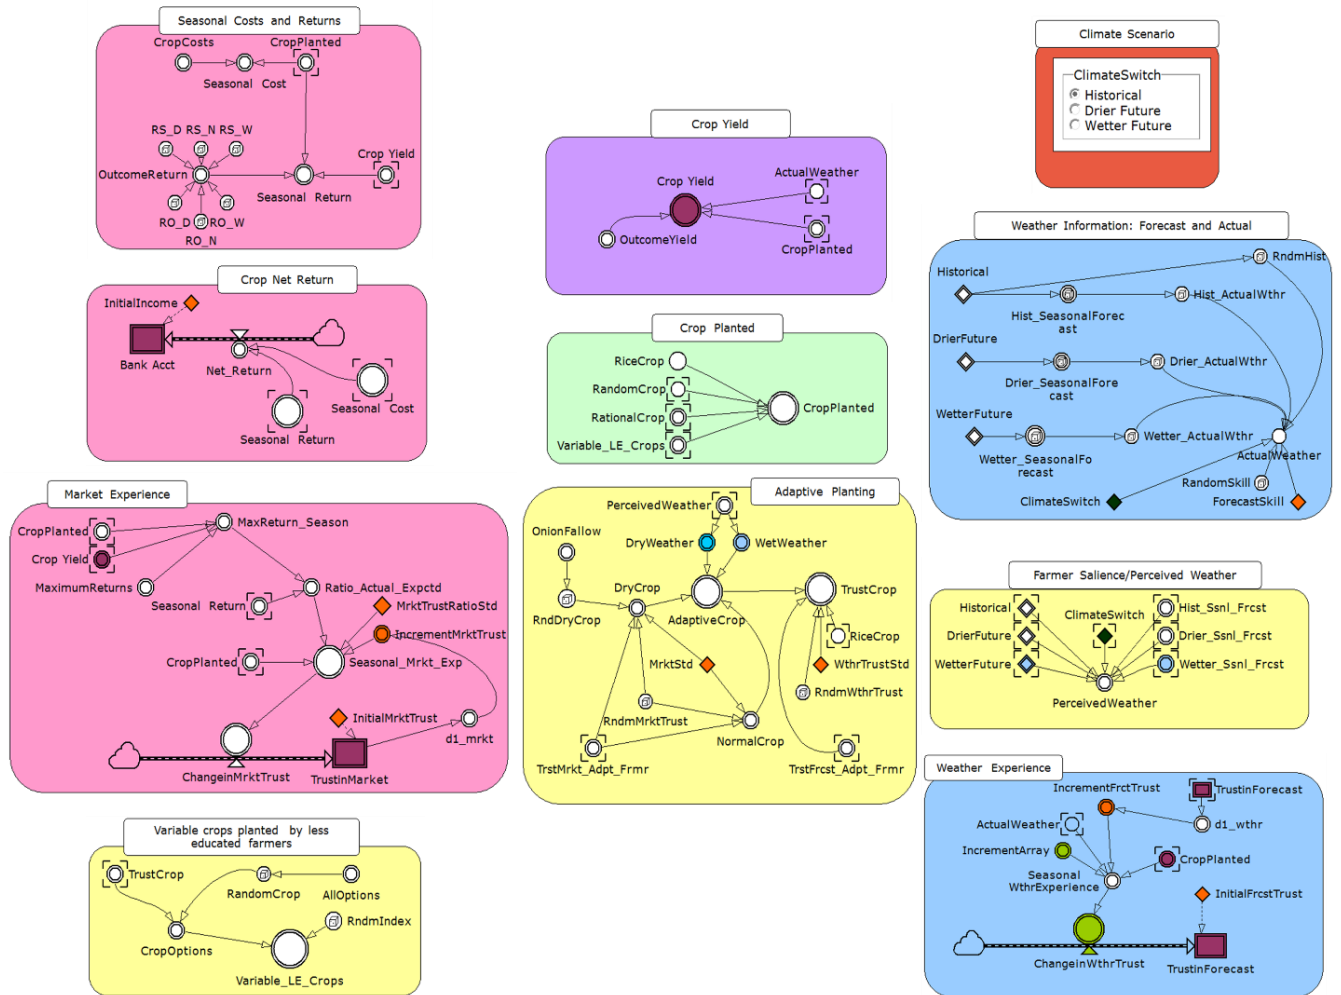 Seasonal Costs and Returns
CropCosts
CropPlanted
Seasonal Cost
RS_D RS_N RS_W
Crop Yield
OutcomeReturn
Seasonal Return
RO_D
RO_W
RO_N
Crop Net Return
InitialIncome
Bank Acct
Net_Return
Seasonal Cost
Seasonal Return
Market Experience
CropPlanted
MaxReturn_Season
Crop Yield
MaximumReturns
Ratio_Actual_Expctd
Seasonal Return
MrktTrustRatioStd
IncrementMrktTrust
CropPlanted
Seasonal_Mrkt_Exp
InitialMrktTrust
d1_mrkt
ChangeinMrktTrust
TrustinMarket
Variable crops planted by less
educated farmers
TrustCrop
RandomCrop
AllOptions
RndmIndex
CropOptions
Variable_LE_Crops
Crop Yield
Crop Yield
ActualWeather
OutcomeYield
CropPlanted
Crop Planted
RiceCrop
RandomCrop
CropPlanted
RationalCrop
Variable_LE_Crops
Adaptive Planting
PerceivedWeather
OnionFallow
DryWeather
WetWeather
DryCrop
TrustCrop
RndDryCrop
AdaptiveCrop
RiceCrop
MrktStd
WthrTrustStd
RndmWthrTrust
RndmMrktTrust
NormalCrop
TrstMrkt_Adpt_Frmr
TrstFrcst_Adpt_Frmr
Climate Scenario
ClimateSwitch
Historical
Drier Future
Wetter Future
Weather Information: Forecast and Actual
RndmHist
Historical
Hist_ActualWthr
Hist_SeasonalForec
ast
DrierFuture
Drier_ActualWthr
Drier_SeasonalFore
cast
WetterFuture
Wetter_ActualWthr
Wetter_SeasonalFo
recast
ActualWeather
RandomSkill
ClimateSwitch
ForecastSkill
Farmer Salience/Perceived Weather
Historical
ClimateSwitch
Hist_Ssnl_Frcst
DrierFuture
Drier_Ssnl_Frcst
WetterFuture
Wetter_Ssnl_Frcst
PerceivedWeather
Weather Experience
IncrementFrctTrust
TrustinForecast
ActualWeather
d1_wthr
IncrementArray
CropPlanted
Seasonal
WthrExperience
InitialFrcstTrust
ChangeInWthrTrust
TrustinForecast